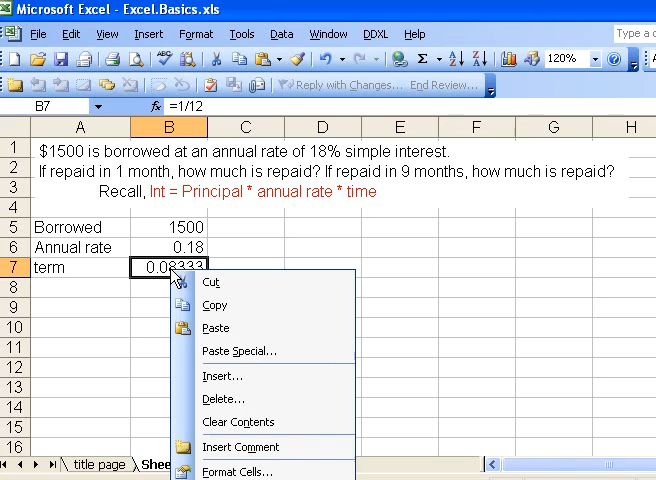 Microsoft Excel - Excel.Basics.xls
File Edit View Insert Format Tools Data Window DDXL Help Type a
120%
Reply with Changes... End Review...
B7 fx =1/12
A B C D E F G H
1 $1500 is borrowed at an annual rate of 18% simple interest.
2 If repaid in 1 month, how much is repaid? If repaid in 9 months, how much is repaid?
3 Recall, Int = Principal * annual rate * time
4
5 Borrowed 1500
6 Annual rate 0.18
7 term 0.08333
8 Cut
9 Copy
10 Paste
11 Paste Special...
12 Insert...
13 Delete...
14 Clear Contents
15
16 Insert Comment
title page Shee Format Cells...